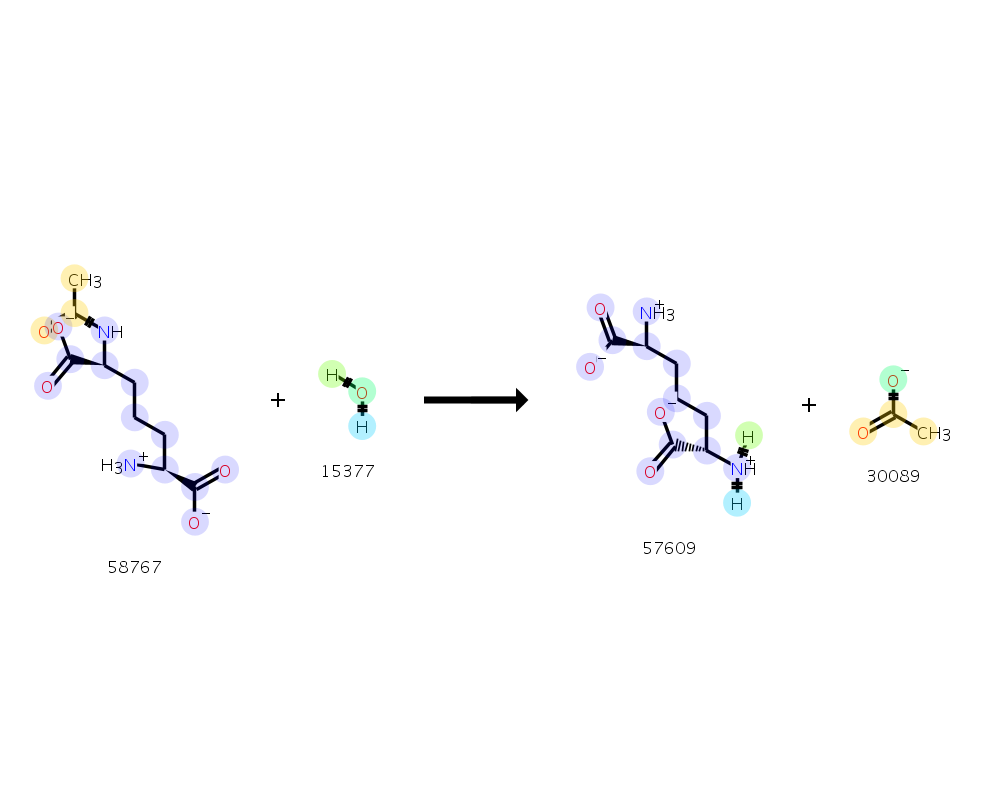 CH3
O
O −
NH
O
H3N +
O
O −
58767
+
H
O
H
15377
O
NH3 +
O −
O −
O
H
NH +
H
57609
+
O −
O
CH3
30089